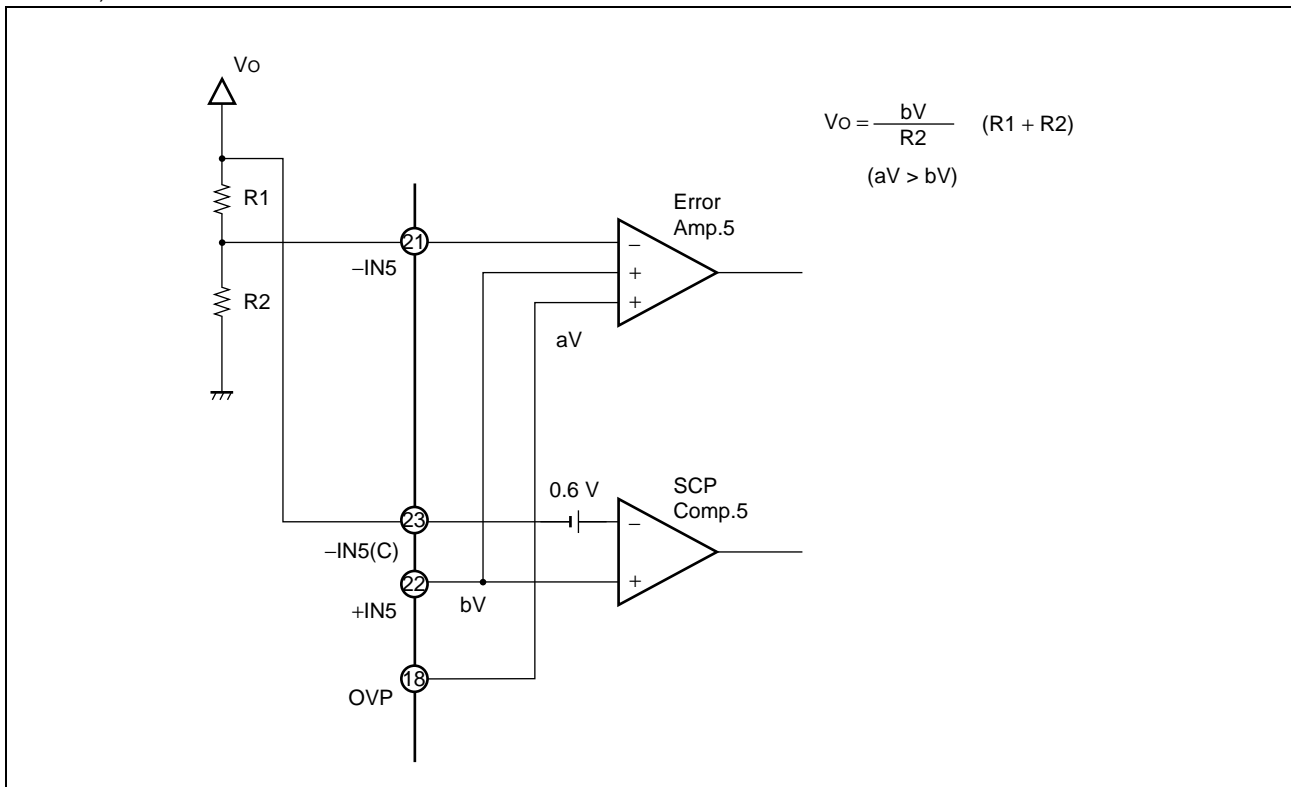 Vo
R1
R2
Vo = bV / R2 (R1 + R2)
(aV > bV)
Error
Amp.5
21
−IN5
−
+
+
aV
0.6 V
SCP
Comp.5
23
−IN5(C)
−
22
+IN5
bV
+
18
OVP